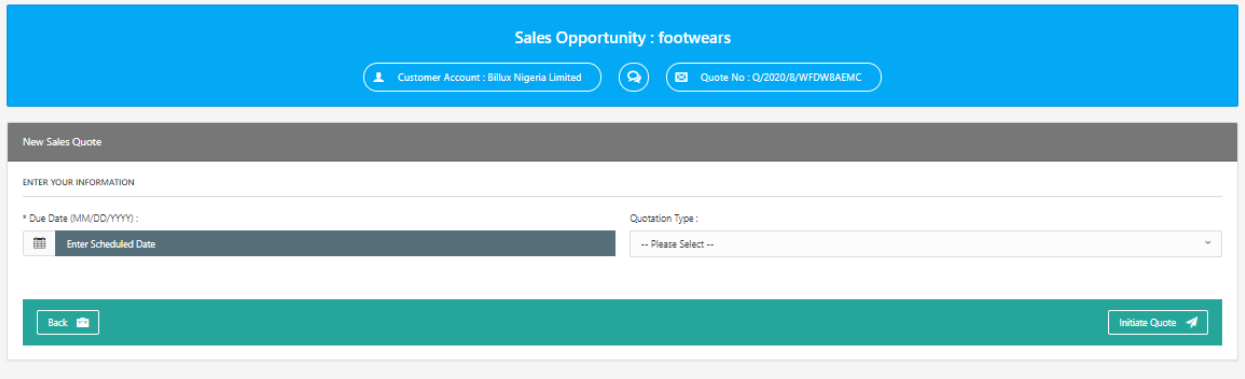 Sales Opportunity : footwears
Customer Account : Billux Nigeria Limited
Quote No : Q/2020/8/WFDW8AEMC
New Sales Quote
ENTER YOUR INFORMATION
* Due Date (MM/DD/YYYY) :
Quotation Type :
Enter Scheduled Date
-- Please Select --
Back
Initiate Quote